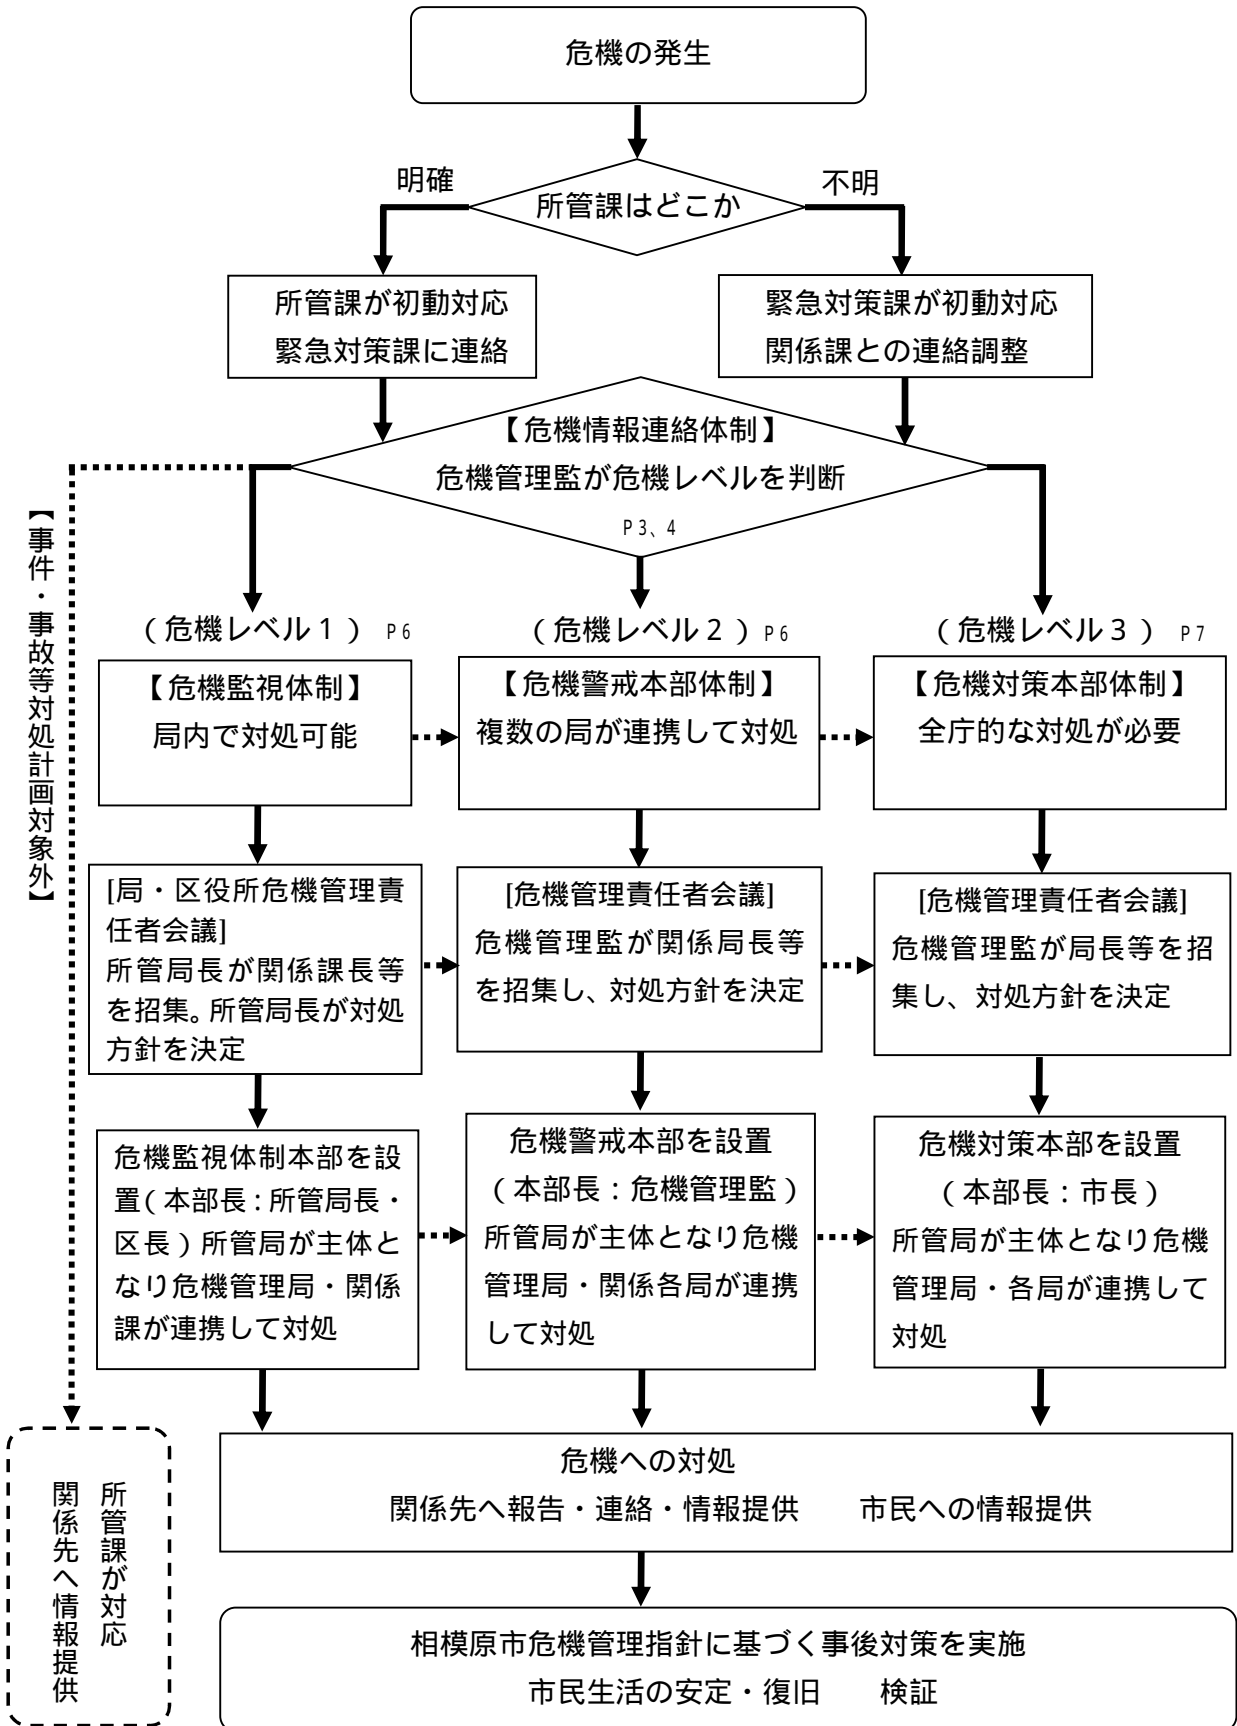 危機の発生
明確
不明
所管課はどこか
所管課が初動対応
緊急対策課に連絡
緊急対策課が初動対応
関係課との連絡調整
【危機情報連絡体制】
危機管理監が危機レベルを判断
P3、4
【事件・事故等対処計画対象外】
（危機レベル１） P6
（危機レベル２） P6
（危機レベル３） P7
【危機監視体制】
局内で対処可能
【危機警戒本部体制】
複数の局が連携して対処
【危機対策本部体制】
全庁的な対処が必要
[局・区役所危機管理責
任者会議]
所管局長が関係課長等
を招集。所管局長が対処
方針を決定
[危機管理責任者会議]
危機管理監が関係局長等
を招集し、対処方針を決定
[危機管理責任者会議]
危機管理監が局長等を招
集し、対処方針を決定
危機監視体制本部を設
置（本部長：所管局長・
区長）所管局が主体と
なり危機管理局・関係
課が連携して対処
危機警戒本部を設置
（本部長：危機管理監）
所管局が主体となり危機
管理局・関係各局が連携
して対処
危機対策本部を設置
（本部長：市長）
所管局が主体となり危機
管理局・各局が連携して
対処
所管課が対応
関係先へ情報提供
危機への対処
関係先へ報告・連絡・情報提供　　市民への情報提供
相模原市危機管理指針に基づく事後対策を実施
市民生活の安定・復旧　　検証